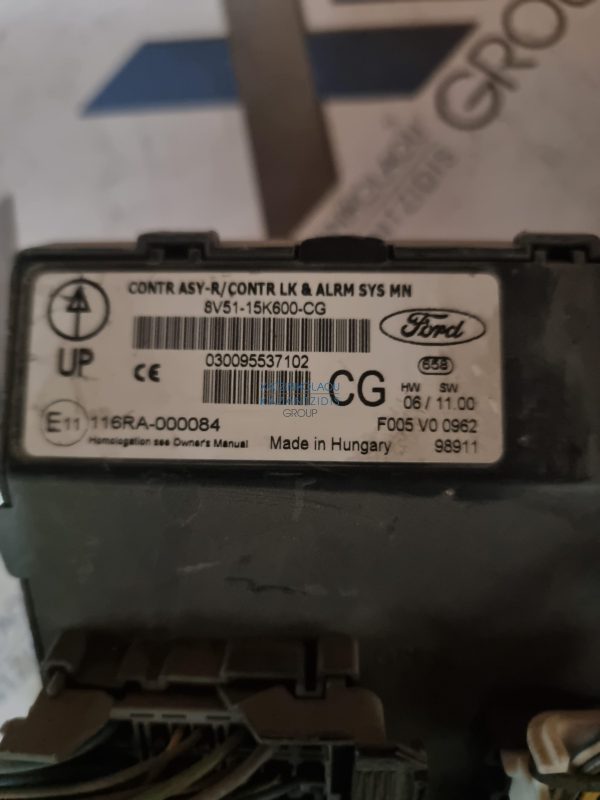 GROUP
CONTR ASY-R/CONTR LK & ALRM SYS MN
8V51-15K600-CG
Ford
UP
CE
030095537102
CG
658
HW SW
06 / 11.00
E11 116RA-000084
Homologation see Owner's Manual
Made in Hungary
F005 V0 0962
98911
GROUP